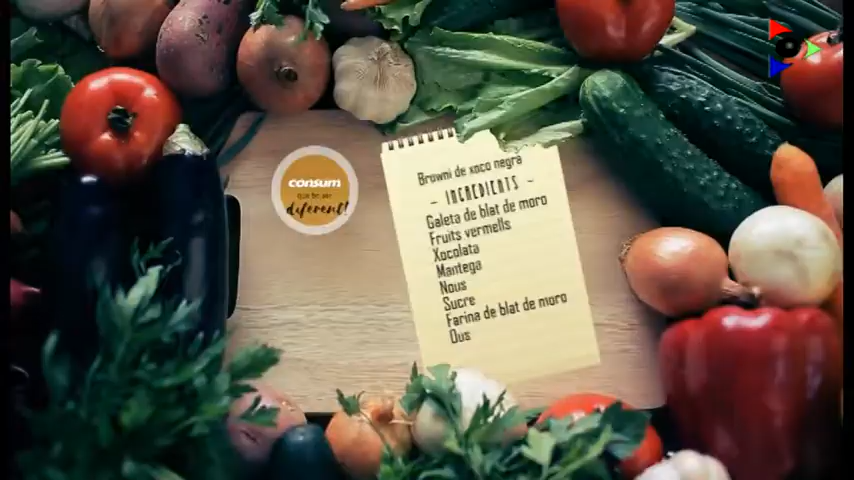 consum
que bé, ser
diferent!
Browni de xoco negra
- INGREDIENTS -
Galeta de blat de moro
Fruits vermells
Xocolata
Mantega
Nous
Sucre
Farina de blat de moro
Ous